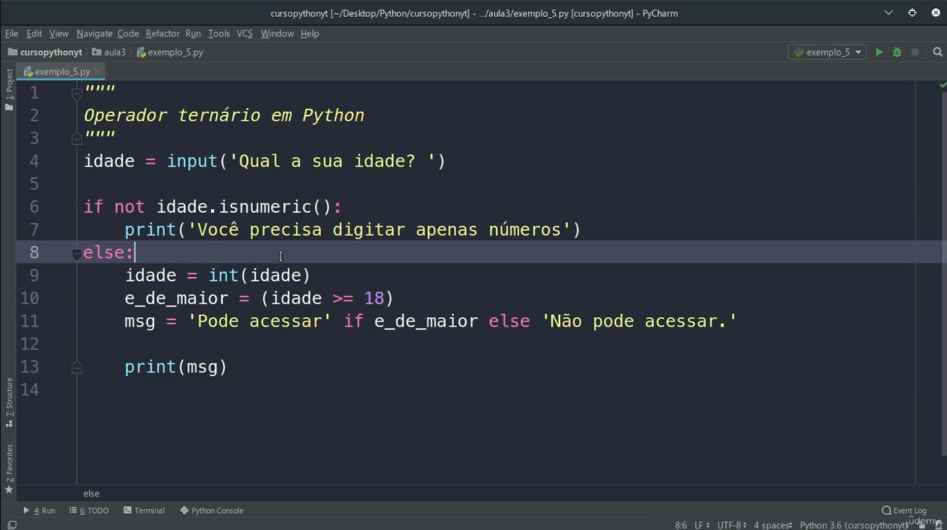 cursopythonyt [~/Desktop/Python/cursopythonyt] - .../aula3/exemplo_5.py [cursopythonyt] - PyCharm
File Edit View Navigate Code Refactor Run Tools VCS Window Help
cursopythonyt aula3 exemplo_5.py exemplo_5
exemplo_5.py
1: Project
1 """
2 Operador ternário em Python
3 """
4 idade = input('Qual a sua idade? ')
5
6 if not idade.isnumeric():
7 print('Você precisa digitar apenas números')
8 else:
9 idade = int(idade)
10 e_de_maior = (idade >= 18)
11 msg = 'Pode acessar' if e_de_maior else 'Não pode acessar.'
12
13 print(msg)
14
7: Structure
2: Favorites
else
4: Run 6: TODO Terminal Python Console Event Log
8:6 LF UTF-8 4 spaces Python 3.6 (cursopythonyt)
udemy